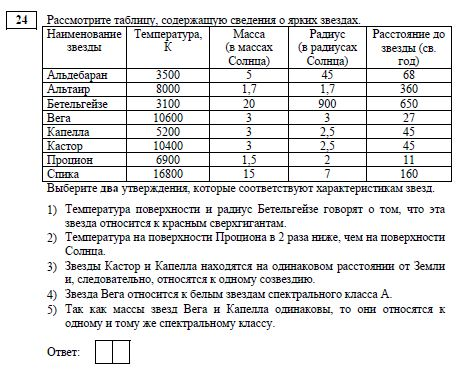 24 Рассмотрите таблицу, содержащую сведения о ярких звездах.
Наименование звезды | Температура, К | Масса (в массах Солнца) | Радиус (в радиусах Солнца) | Расстояние до звезды (св. год)
Альдебаран | 3500 | 5 | 45 | 68
Альтаир | 8000 | 1,7 | 1,7 | 360
Бетельгейзе | 3100 | 20 | 900 | 650
Вега | 10600 | 3 | 3 | 27
Капелла | 5200 | 3 | 2,5 | 45
Кастор | 10400 | 3 | 2,5 | 45
Процион | 6900 | 1,5 | 2 | 11
Спика | 16800 | 15 | 7 | 160
Выберите два утверждения, которые соответствуют характеристикам звезд.
1) Температура поверхности и радиус Бетельгейзе говорят о том, что эта
звезда относится к красным сверхгигантам.
2) Температура на поверхности Проциона в 2 раза ниже, чем на поверхности
Солнца.
3) Звезды Кастор и Капелла находятся на одинаковом расстоянии от Земли
и, следовательно, относятся к одному созвездию.
4) Звезда Вега относится к белым звездам спектрального класса А.
5) Так как массы звезд Вега и Капелла одинаковы, то они относятся к
одному и тому же спектральному классу.
Ответ: